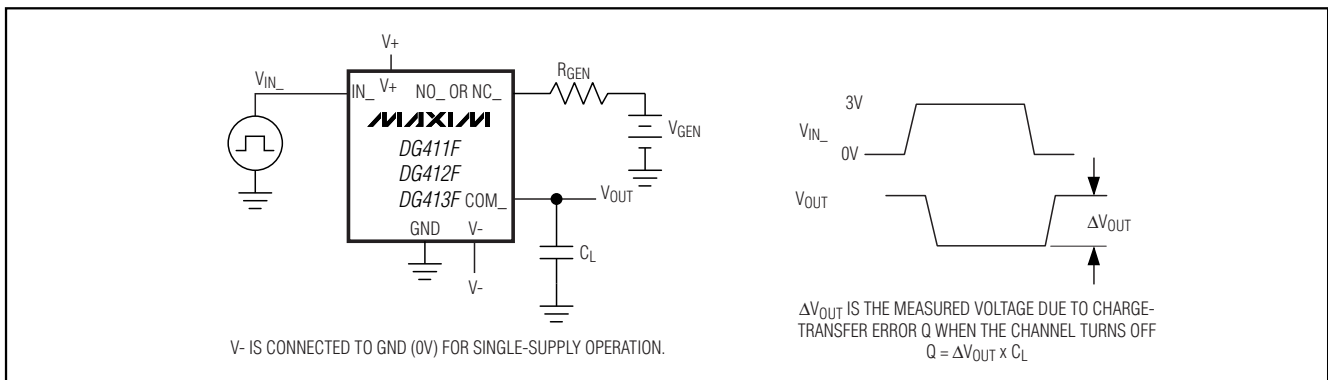 V+
V_IN_
IN_ V+ NO_ OR NC_
R_GEN
MAXIM
DG411F
DG412F
DG413F COM_
V_GEN
V_OUT
GND V-
C_L
V-
V- IS CONNECTED TO GND (0V) FOR SINGLE-SUPPLY OPERATION.
3V
V_IN_
0V
V_OUT
ΔV_OUT
ΔV_OUT IS THE MEASURED VOLTAGE DUE TO CHARGE-
TRANSFER ERROR Q WHEN THE CHANNEL TURNS OFF
Q = ΔV_OUT x C_L